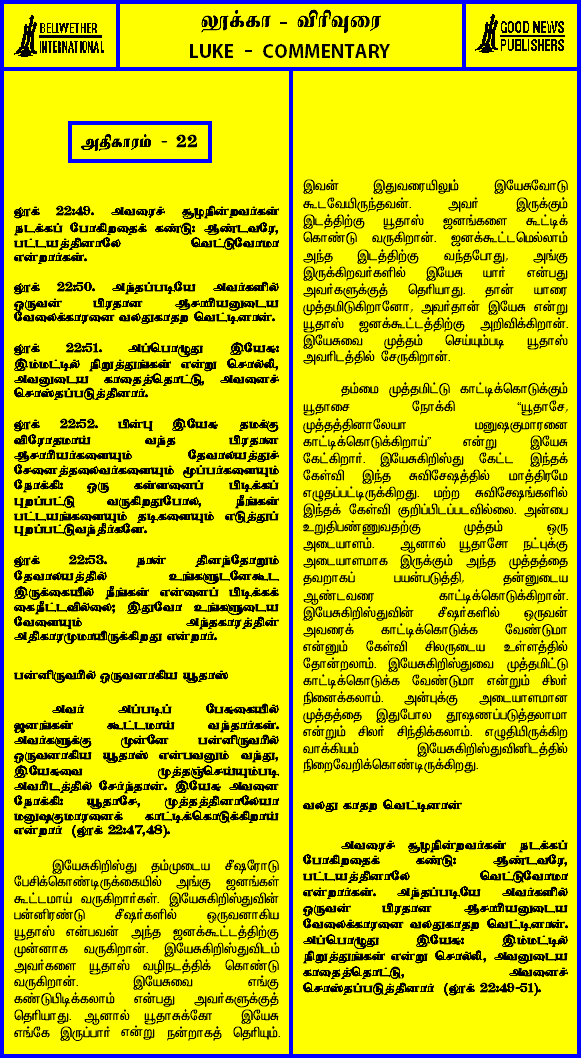 BELWETHER
INTERNATIONAL
லூக்கா - விரிவுரை
LUKE - COMMENTARY
GOOD NEWS
PUBLISHERS
அதிகாரம் - 22
லூக் 22:49. அவரைச் சூழநின்றவர்கள்
நடக்கப் போகிறதைக் கண்டு: ஆண்டவரே,
பட்டயத்தினாலே வெட்டுவோமா
என்றார்கள்.
லூக் 22:50. அந்தப்படியே அவர்களில்
ஒருவன் பிரதான ஆசாரியனுடைய
வேலைக்காரனை வலதுகாதற வெட்டினான்.
லூக் 22:51. அப்பொழுது இயேசு:
இம்மட்டில் நிறுத்துங்கள் என்று சொல்லி,
அவனுடைய காதைத்தொட்டு, அவனைச்
சொஸ்தப்படுத்தினார்.
லூக் 22:52. பின்பு இயேசு தமக்கு
விரோதமாய் வந்த பிரதான
ஆசாரியர்களையும் தேவாலயத்துச்
சேனைத்தலைவர்களையும் மூப்பர்களையும்
நோக்கி: ஒரு கள்ளனைப் பிடிக்கப்
புறப்பட்டு வருகிறதுபோல, நீங்கள்
பட்டயங்களையும் தடிகளையும் எடுத்துப்
புறப்பட்டுவந்தீர்களே.
லூக் 22:53. நான் தினந்தோறும்
தேவாலயத்தில் உங்களுடனேகூட
இருக்கையில் நீங்கள் என்னைப் பிடிக்கக்
கைநீட்டவில்லை; இதுவோ உங்களுடைய
வேளையும் அந்தகாரத்தின்
அதிகாரமுமாயிருக்கிறது என்றார்.
பன்னிருவரில் ஒருவனாகிய யூதாஸ்
அவர் அப்படிப் பேசுகையில்
ஜனங்கள் கூட்டமாய் வந்தார்கள்.
அவர்களுக்கு முன்னே பன்னிருவரில்
ஒருவனாகிய யூதாஸ் என்பவனும் வந்து,
இயேசுவை முத்தஞ்செய்யும்படி
அவரிடத்தில் சேர்ந்தான். இயேசு அவனை
நோக்கி: யூதாசே, முத்தத்தினாலேயா
மனுஷகுமாரனைக் காட்டிக்கொடுக்கிறாய்
என்றார் (லூக் 22:47,48).
இயேசுகிறிஸ்து தம்முடைய சீஷரோடு
பேசிக்கொண்டிருக்கையில் அங்கு ஜனங்கள்
கூட்டமாய் வருகிறார்கள். இயேசுகிறிஸ்துவின்
பன்னிரண்டு சீஷர்களில் ஒருவனாகிய
யூதாஸ் என்பவன் அந்த ஜனக்கூட்டத்திற்கு
முன்னாக வருகிறான். இயேசுகிறிஸ்துவிடம்
அவர்களை யூதாஸ் வழிநடத்திக் கொண்டு
வருகிறான். இயேசுவை எங்கு
கண்டுபிடிக்கலாம் என்பது அவர்களுக்குத்
தெரியாது. ஆனால் யூதாசுக்கோ இயேசு
எங்கே இருப்பார் என்று நன்றாகத் தெரியும்.
இவன் இதுவரையிலும் இயேசுவோடு
கூடவேயிருந்தவன். அவர் இருக்கும்
இடத்திற்கு யூதாஸ் ஜனங்களை கூட்டிக்
கொண்டு வருகிறான். ஜனக்கூட்டமெல்லாம்
அந்த இடத்திற்கு வந்தபோது, அங்கு
இருக்கிறவர்களில் இயேசு யார் என்பது
அவர்களுக்குத் தெரியாது. தான் யாரை
முத்தமிடுகிறானோ, அவர்தான் இயேசு என்று
யூதாஸ் ஜனக்கூட்டத்திற்கு அறிவிக்கிறான்.
இயேசுவை முத்தம் செய்யும்படி யூதாஸ்
அவரிடத்தில் சேருகிறான்.
தம்மை முத்தமிட்டு காட்டிக்கொடுக்கும்
யூதாசை நோக்கி "யூதாசே,
முத்தத்தினாலேயா மனுஷகுமாரனை
காட்டிக்கொடுக்கிறாய்" என்று இயேசு
கேட்கிறார். இயேசுகிறிஸ்து கேட்ட இந்தக்
கேள்வி இந்த சுவிசேஷத்தில் மாத்திரமே
எழுதப்பட்டிருக்கிறது. மற்ற சுவிசேஷங்களில்
இந்தக் கேள்வி குறிப்பிடப்படவில்லை. அன்பை
உறுதிபண்ணுவதற்கு முத்தம் ஒரு
அடையாளம். ஆனால் யூதாசோ நட்புக்கு
அடையாளமாக இருக்கும் அந்த முத்தத்தை
தவறாகப் பயன்படுத்தி, தன்னுடைய
ஆண்டவரை காட்டிக்கொடுக்கிறான்.
இயேசுகிறிஸ்துவின் சீஷர்களில் ஒருவன்
அவரைக் காட்டிக்கொடுக்க வேண்டுமா
என்னும் கேள்வி சிலருடைய உள்ளத்தில்
தோன்றலாம். இயேசுகிறிஸ்துவை முத்தமிட்டு
காட்டிக்கொடுக்க வேண்டுமா என்றும் சிலர்
நினைக்கலாம். அன்புக்கு அடையாளமான
முத்தத்தை இதுபோல தூஷணப்படுத்தலாமா
என்றும் சிலர் சிந்திக்கலாம். எழுதியிருக்கிற
வாக்கியம் இயேசுகிறிஸ்துவினிடத்தில்
நிறைவேறிக்கொண்டிருக்கிறது.
வலது காதற வெட்டினான்
அவரைச் சூழநின்றவர்கள் நடக்கப்
போகிறதைக் கண்டு: ஆண்டவரே,
பட்டயத்தினாலே வெட்டுவோமா
என்றார்கள். அந்தப்படியே அவர்களில்
ஒருவன் பிரதான ஆசாரியனுடைய
வேலைக்காரனை வலதுகாதற வெட்டினான்.
அப்பொழுது இயேசு: இம்மட்டில்
நிறுத்துங்கள் என்று சொல்லி, அவனுடைய
காதைத்தொட்டு, அவனைச்
சொஸ்தப்படுத்தினார் (லூக் 22:49-51).